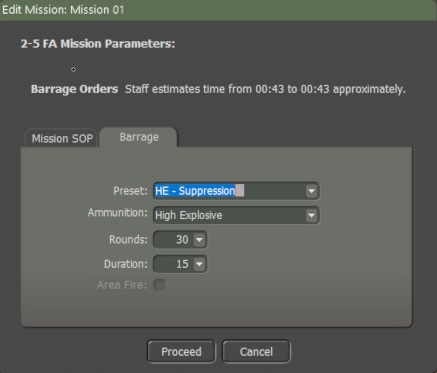 Edit Mission: Mission 01
2-5 FA Mission Parameters:
Barrage Orders Staff estimates time from 00:43 to 00:43 approximately.
Mission SOP Barrage
Preset: HE - Suppression
Ammunition: High Explosive
Rounds: 30
Duration: 15
Area Fire:
Proceed Cancel